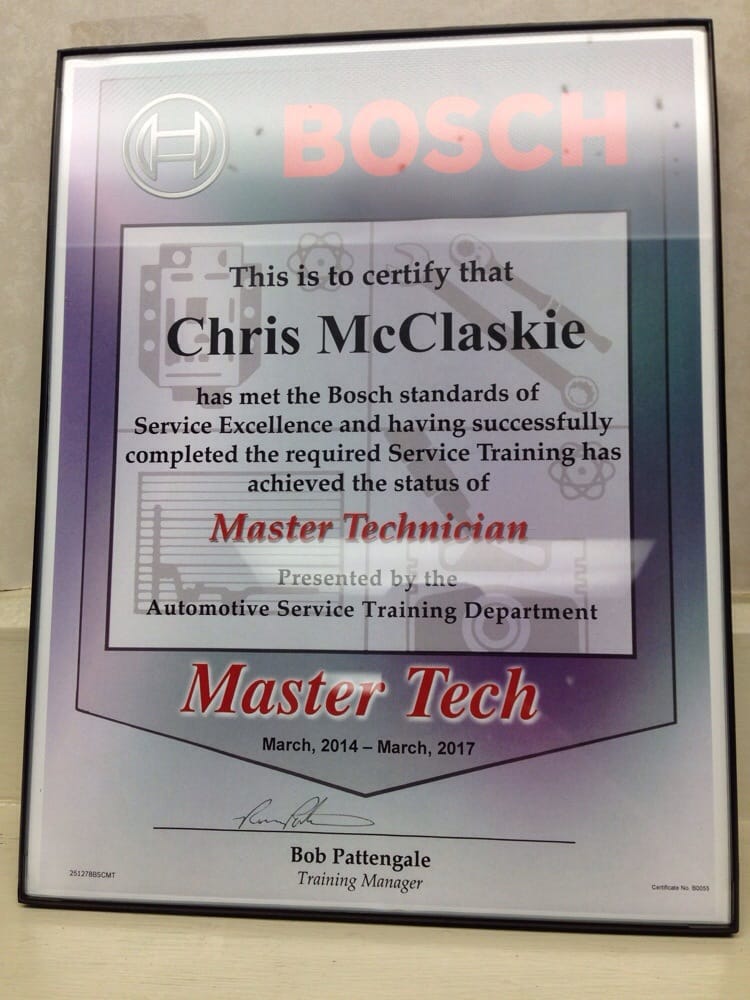 BOSCH
This is to certify that
Chris McClaskie
has met the Bosch standards of
Service Excellence and having successfully
completed the required Service Training has
achieved the status of
Master Technician
Presented by the
Automotive Service Training Department
Master Tech
March, 2014 – March, 2017
Bob Pattengale
Training Manager
251278BSCMT
Certificate No. B0055